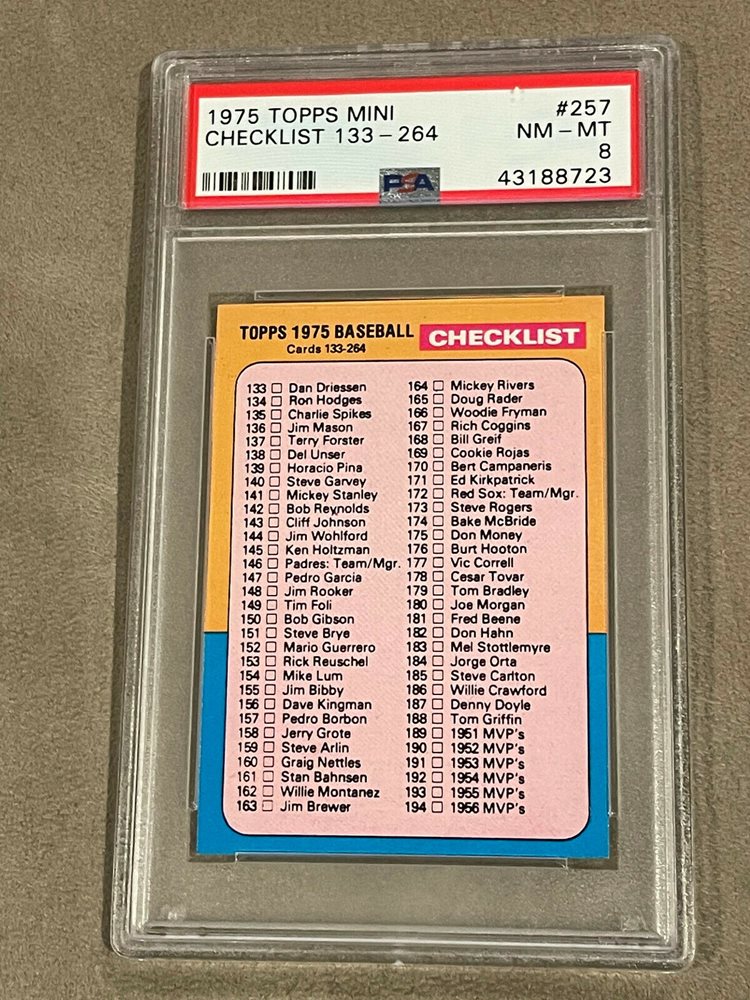 1975 TOPPS MINI #257
CHECKLIST 133-264 NM-MT
8
PSA 43188723
TOPPS 1975 BASEBALL CHECKLIST
Cards 133-264
133 Dan Driessen
134 Ron Hodges
135 Charlie Spikes
136 Jim Mason
137 Terry Forster
138 Del Unser
139 Horacio Pina
140 Steve Garvey
141 Mickey Stanley
142 Bob Reynolds
143 Cliff Johnson
144 Jim Wohlford
145 Ken Holtzman
146 Padres: Team/Mgr.
147 Pedro Garcia
148 Jim Rooker
149 Tim Foli
150 Bob Gibson
151 Steve Brye
152 Mario Guerrero
153 Rick Reuschel
154 Mike Lum
155 Jim Bibby
156 Dave Kingman
157 Pedro Borbon
158 Jerry Grote
159 Steve Arlin
160 Graig Nettles
161 Stan Bahnsen
162 Willie Montanez
163 Jim Brewer
164 Mickey Rivers
165 Doug Rader
166 Woodie Fryman
167 Rich Coggins
168 Bill Greif
169 Cookie Rojas
170 Bert Campaneris
171 Ed Kirkpatrick
172 Red Sox: Team/Mgr.
173 Steve Rogers
174 Bake McBride
175 Don Money
176 Burt Hooton
177 Vic Correll
178 Cesar Tovar
179 Tom Bradley
180 Joe Morgan
181 Fred Beene
182 Don Hahn
183 Mel Stottlemyre
184 Jorge Orta
185 Steve Carlton
186 Willie Crawford
187 Denny Doyle
188 Tom Griffin
189 1951 MVP's
190 1952 MVP's
191 1953 MVP's
192 1954 MVP's
193 1955 MVP's
194 1956 MVP's